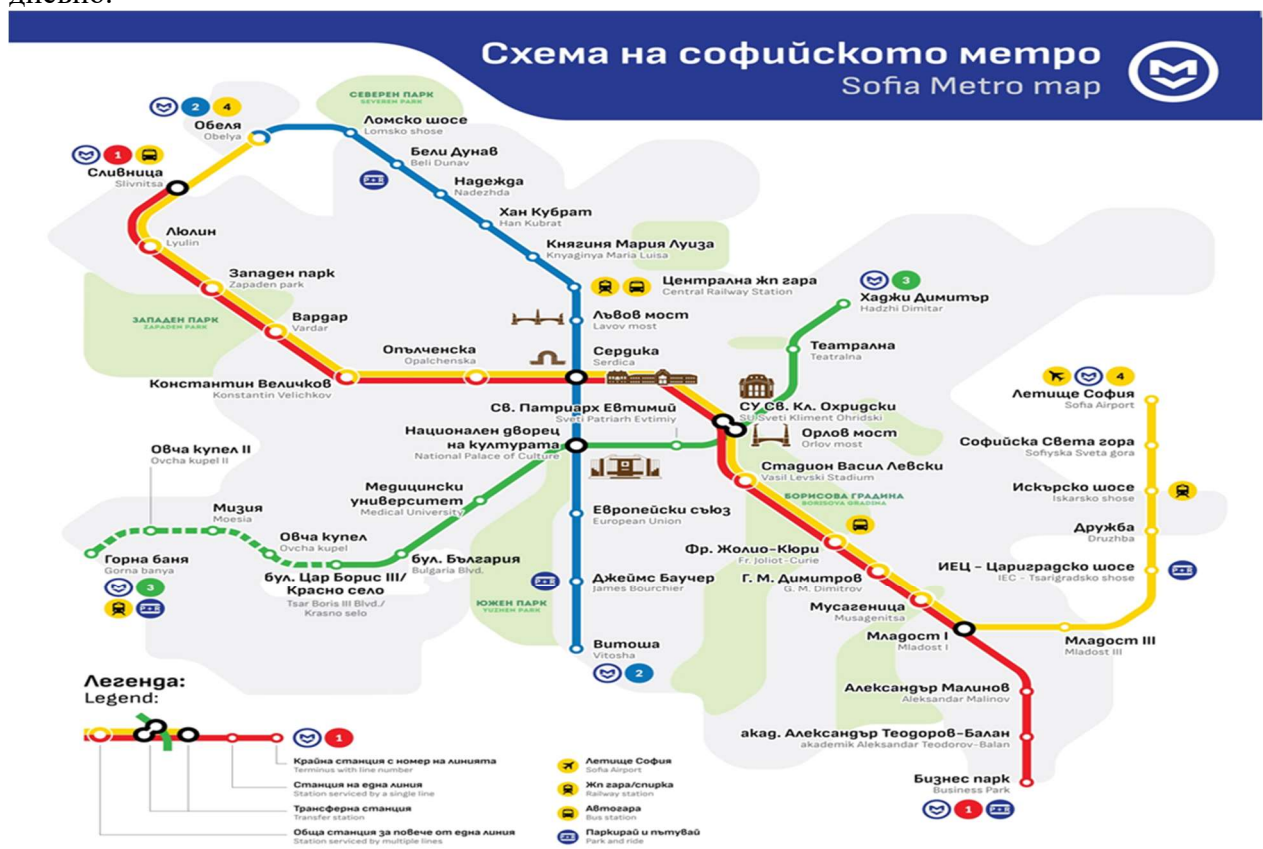 дневно.
Схема на софийското метро
Sofia Metro map
СЕВЕРЕН ПАРК
SEVEREN PARK
2 4
Обеля
Obelya
Ломско шосе
Lomsko shose
1
Сливница
Slivnitsa
Бели Дунав
Beli Dunav
P+R
Надежда
Nadezhda
Хан Кубрат
Han Kubrat
Люлин
Lyulin
Княгиня Мария Луиза
Knyaginya Maria Luisa
Западен парк
Zapaden park
Централна жп гара
Central Railway Station
3
Хаджи Димитър
Hadzhi Dimitar
ЗАПАДЕН ПАРК
ZAPADEN PARK
Вардар
Vardar
Лъвов мост
Lavov most
Театрална
Teatralna
Опълченска
Opalchenska
Сердика
Serdica
Константин Величков
Konstantin Velichkov
4
Летище София
Sofia Airport
Св. Патриарх Евтимий
Sveti Patriarh Evtimiy
СУ Св. Кл. Охридски
SU Sveti Kliment Ohridski
Национален дворец
на културата
National Palace of Culture
Орлов мост
Orlov most
Софийска Света гора
Sofiyska Sveta gora
Овча купел II
Ovcha kupel II
Стадион Васил Левски
Vasil Levski Stadium
Медицински
университет
Medical University
БОРИСОВА ГРАДИНА
BORISOVA GRADINA
Искърско шосе
Iskarsko shose
Мизия
Moesia
Европейски съюз
European Union
Дружба
Druzhba
Овча купел
Ovcha kupel
Горна баня
Gorna banya
3
P+R
бул. България
Bulgaria Blvd.
Фр. Жолио-Кюри
Fr. Joliot-Curie
ИЕЦ - Цариградско шосе
IEC - Tsarigradsko shose
P+R
бул. Цар Борис III/
Красно село
Tsar Boris III Blvd./
Krasno selo
P+R
Джеймс Баучер
James Bourchier
Г. М. Димитров
G. M. Dimitrov
ЮЖЕН ПАРК
YUZHEN PARK
Мусагеница
Musagenitsa
Младост I
Mladost I
Младост III
Mladost III
Витоша
Vitosha
2
Александър Малинов
Aleksandar Malinov
акад. Александър Теодоров-Балан
akademik Aleksandar Teodorov-Balan
Бизнес парк
Business Park
1 P+R
Легенда:
Legend:
1
Крайна станция с номер на линията
Terminus with line number
Станция на една линия
Station serviced by a single line
Трансферна станция
Transfer station
Обща станция за повече от една линия
Station serviced by multiple lines
Летище София
Sofia Airport
Жп гара/спирка
Railway station
Автогара
Bus station
P+R
Паркирай и пътувай
Park and ride